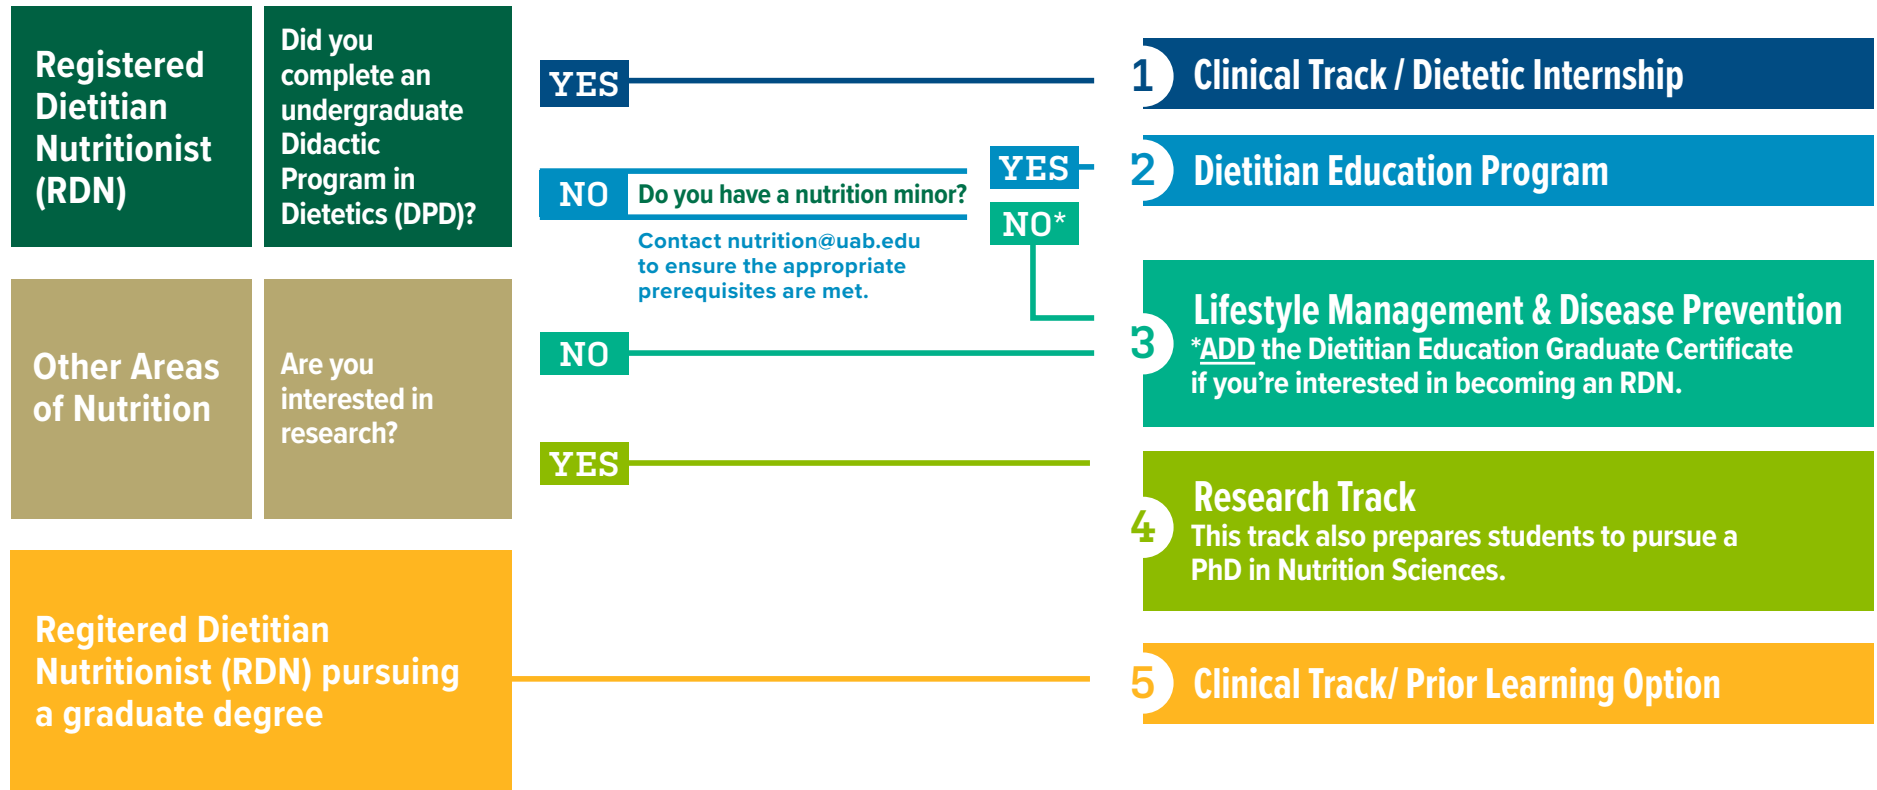 Registered
Dietitian
Nutritionist
(RDN)
Did you
complete an
undergraduate
Didactic
Program in
Dietetics (DPD)?
YES
1
Clinical Track / Dietetic Internship
NO
Do you have a nutrition minor?
Contact nutrition@uab.edu
to ensure the appropriate
prerequisites are met.
YES
2
Dietitian Education Program
NO*
Other Areas
of Nutrition
Are you
interested in
research?
NO
3
Lifestyle Management & Disease Prevention
*ADD the Dietitian Education Graduate Certificate
if you’re interested in becoming an RDN.
YES
4
Research Track
This track also prepares students to pursue a
PhD in Nutrition Sciences.
Regitered Dietitian
Nutritionist (RDN) pursuing
a graduate degree
5
Clinical Track/ Prior Learning Option